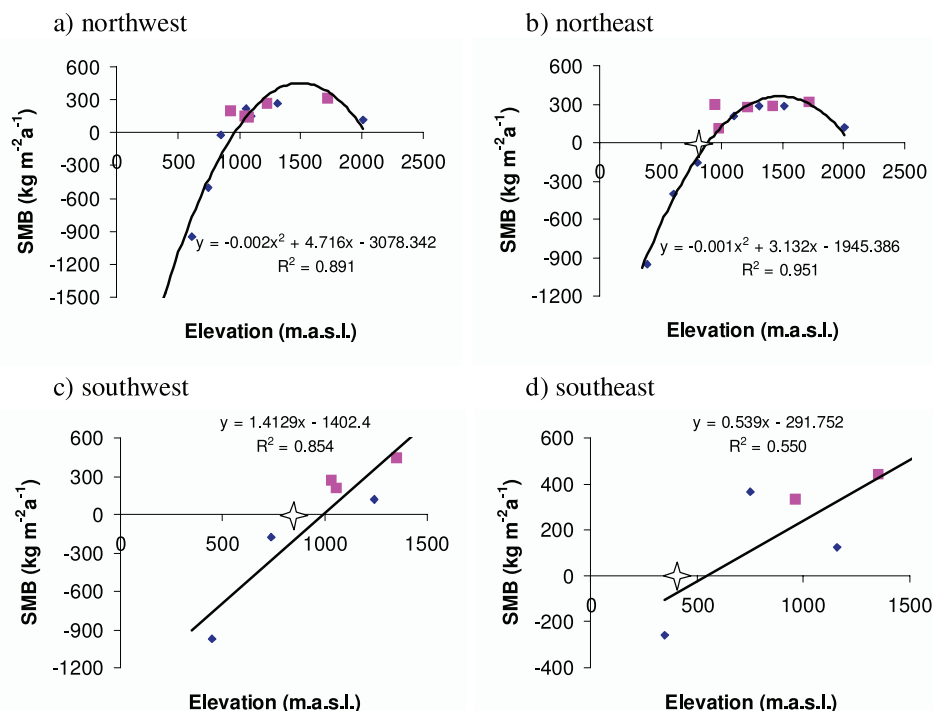 a) northwest
600
300
0
-300
-600
-900
-1200
-1500
0 500 1000 1500 2000 2500
SMB (kg m⁻²a⁻¹)
y = -0.002x² + 4.716x - 3078.342
R² = 0.891
Elevation (m.a.s.l.)
b) northeast
600
300
0
-300
-600
-900
-1200
0 500 1000 1500 2000 2500
SMB (kg m⁻²a⁻¹)
y = -0.001x² + 3.132x - 1945.386
R² = 0.951
Elevation (m.a.s.l.)
c) southwest
y = 1.4129x - 1402.4
R² = 0.854
600
300
0
-300
-600
-900
-1200
0 500 1000 1500
SMB (kg m⁻²a⁻¹)
Elevation (m.a.s.l.)
d) southeast
y = 0.539x - 291.752
R² = 0.550
600
400
200
0
-200
-400
0 500 1000 1500
SMB (kg m⁻²a⁻¹)
Elevation (m.a.s.l.)